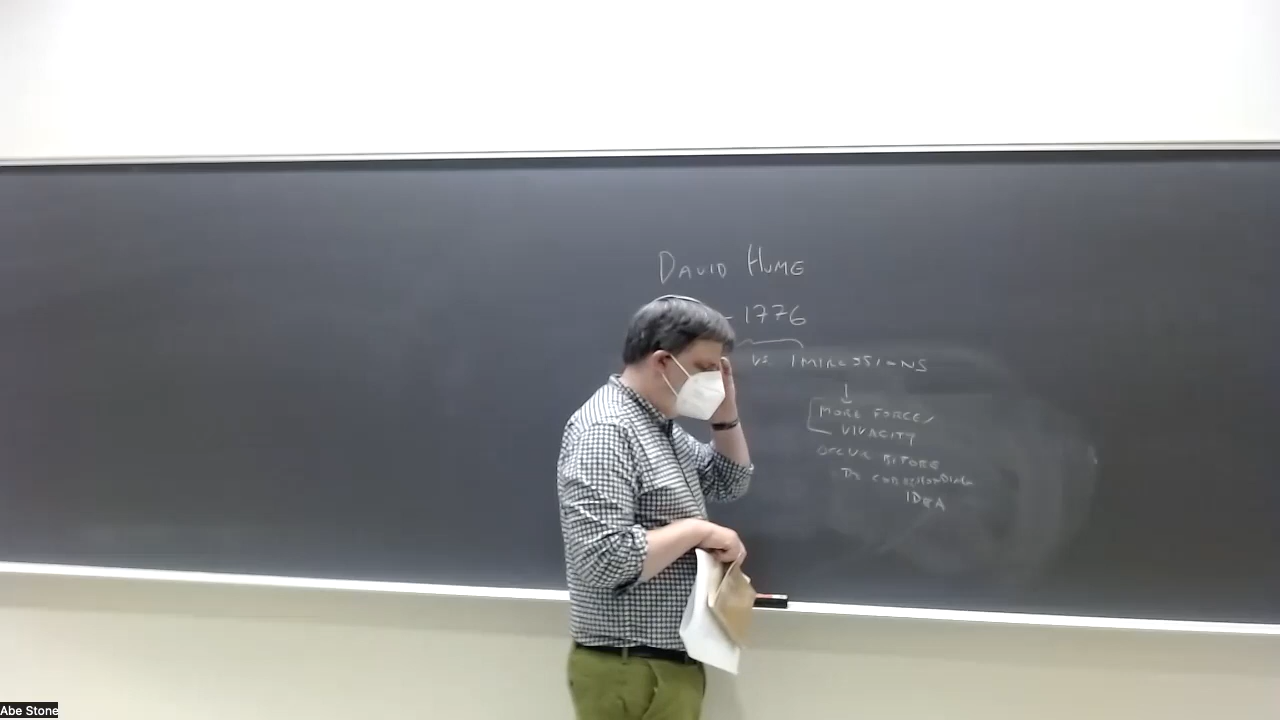 DAVID HUME
- 1776
VS. IMPRESSIONS
MORE FORCE/
VIVACITY
OCCUR BEFORE
THE CORRESPONDING
IDEA
Abe Stone